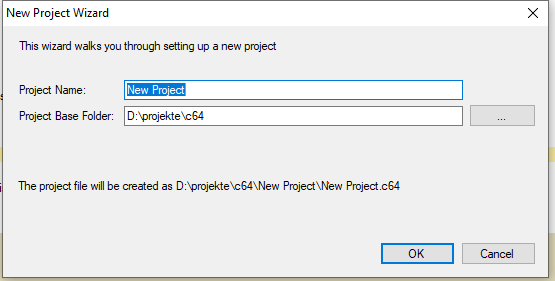 New Project Wizard
This wizard walks you through setting up a new project
Project Name: New Project
Project Base Folder: D:\projekte\c64 ...
The project file will be created as D:\projekte\c64\New Project\New Project.c64
OK Cancel